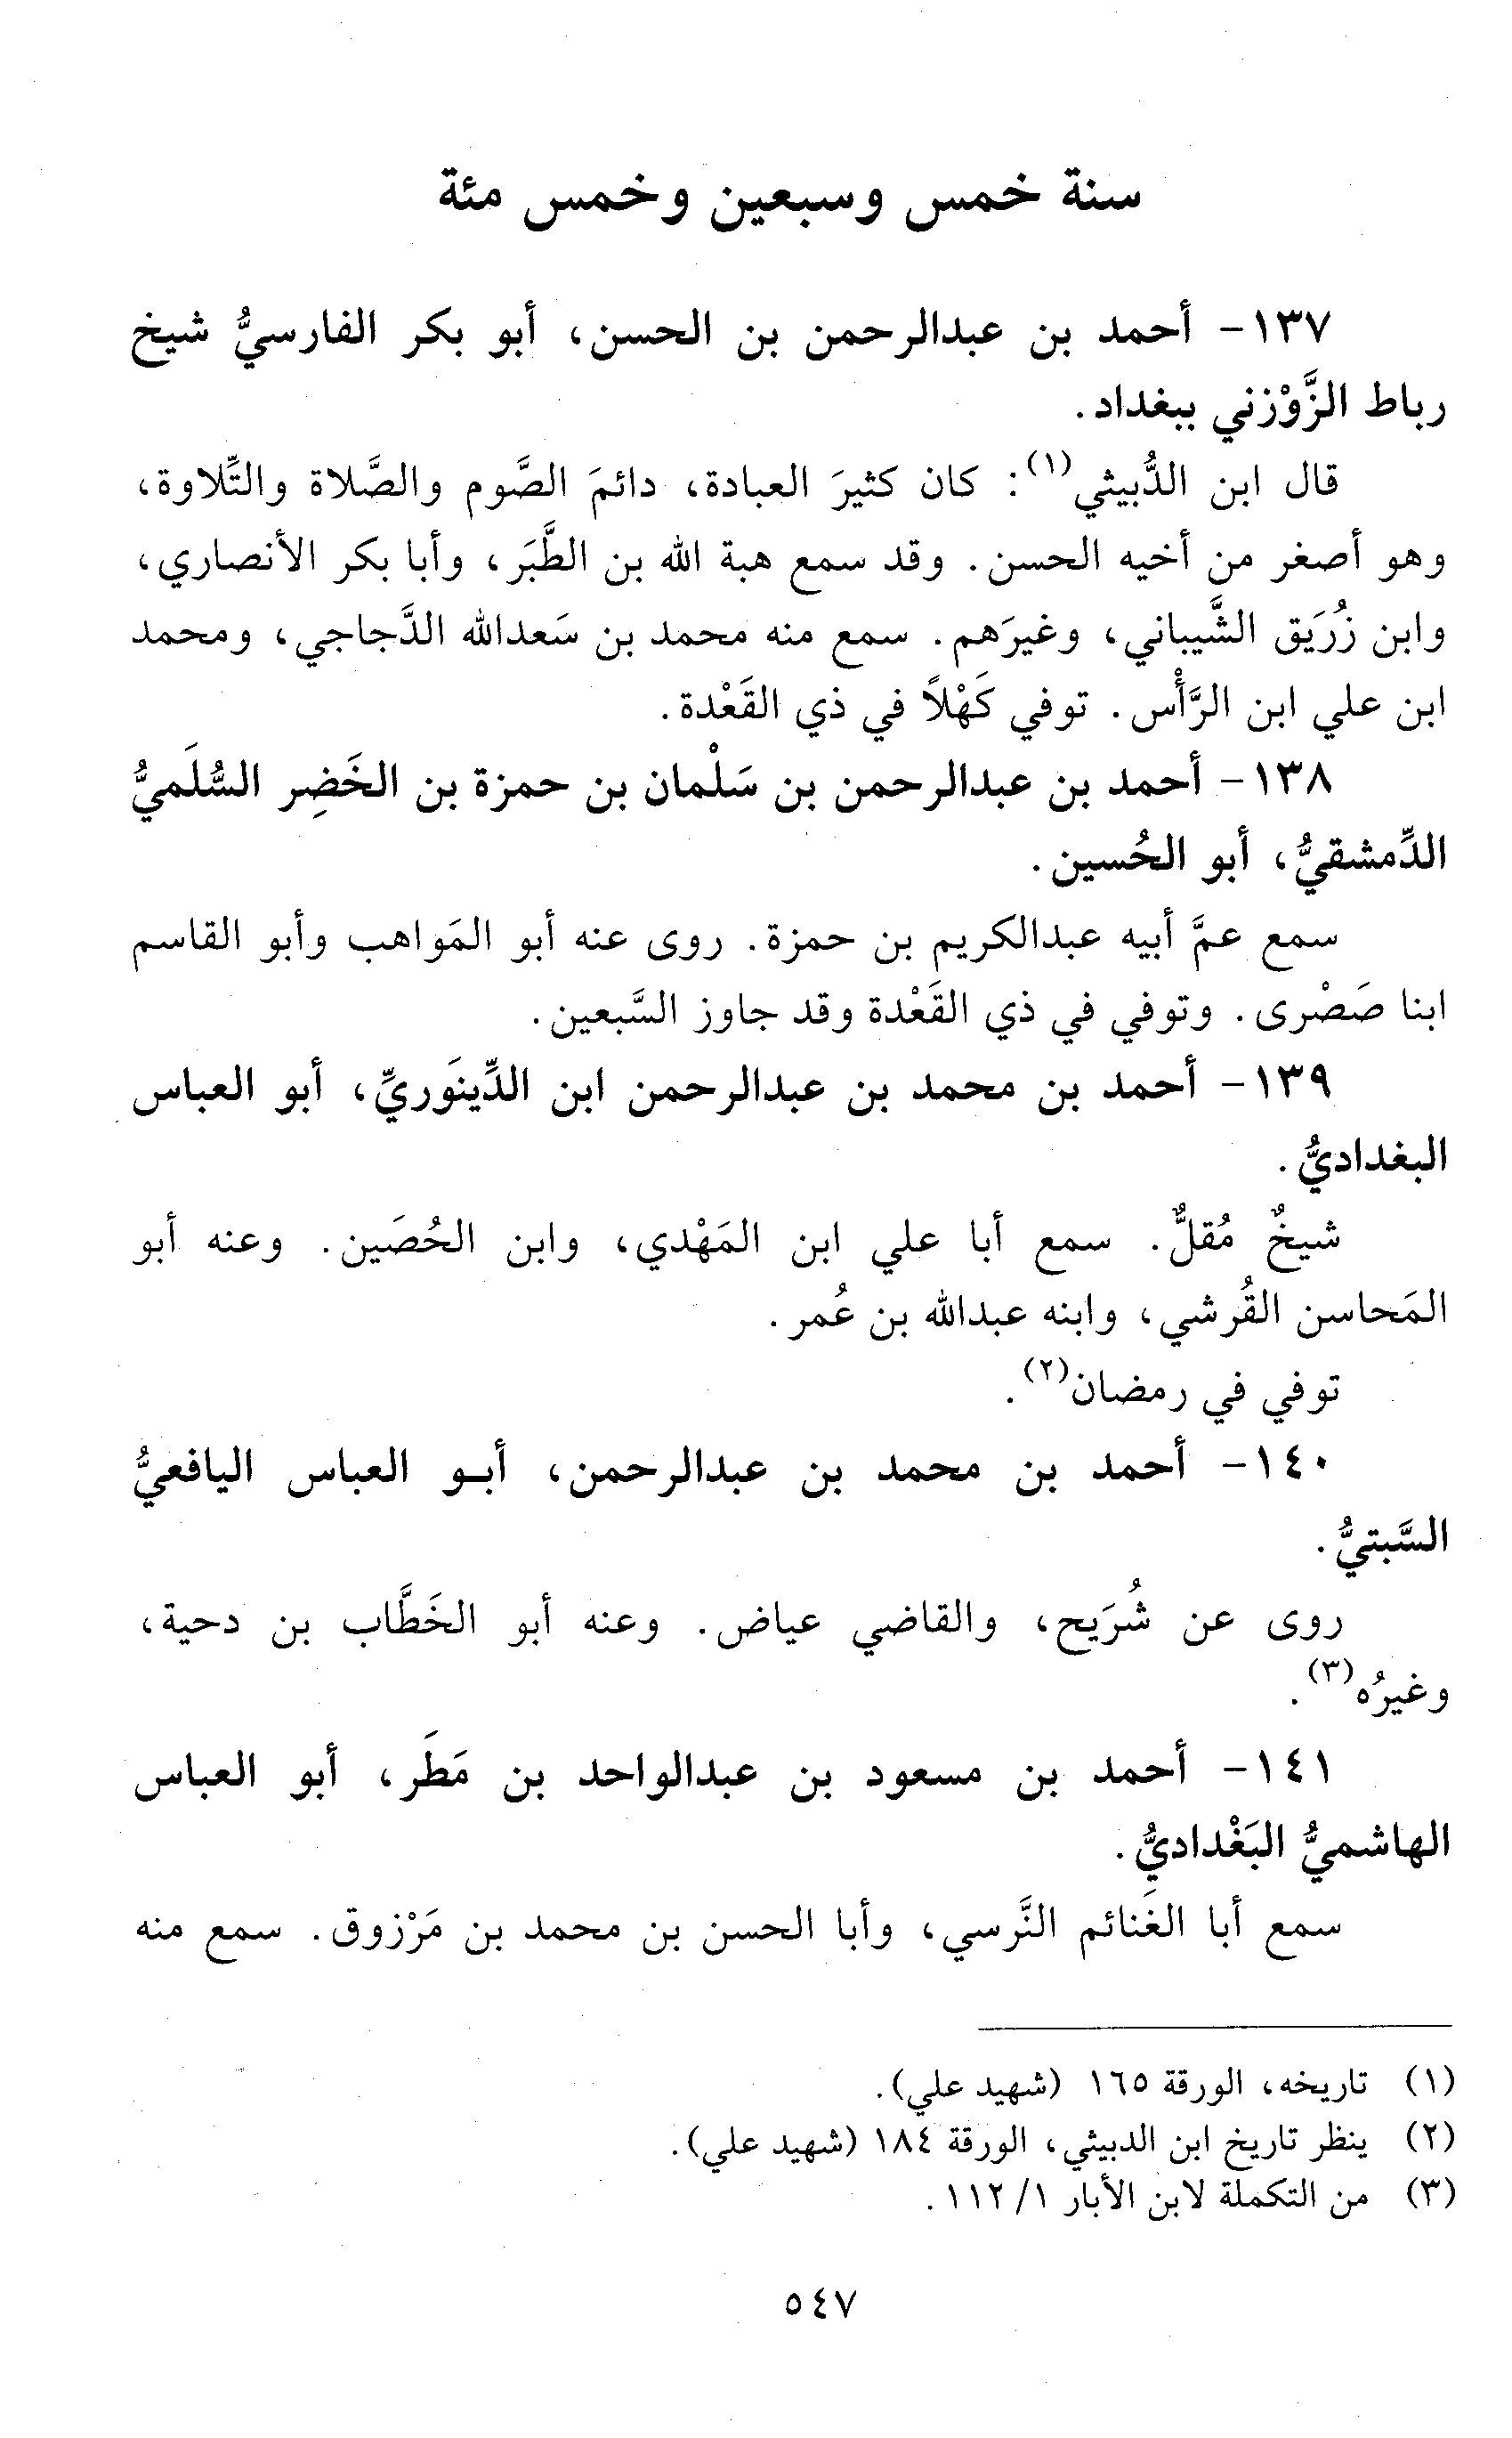 سنة خمس وسبعين وخمس مئة
١٣٧- أحمد بن عبدالرحمن بن الحسن، أبو بكر الفارسيُّ شيخ
رباط الزَّوْزني ببغداد.
قال ابن الدُّبيثي(١): كان كثيرَ العبادة، دائمَ الصَّوم والصَّلاة والتِّلاوة،
وهو أصغر من أخيه الحسن. وقد سمع هبة الله بن الطَّبَر، وأبا بكر الأنصاري،
وابن زُرَيق الشَّيباني، وغيرَهم. سمع منه محمد بن سَعدالله الدَّجاجي، ومحمد
ابن علي ابن الرَّأْس. توفي كَهْلاً في ذي القَعْدة.
١٣٨- أحمد بن عبدالرحمن بن سَلْمان بن حمزة بن الخَضِر السُّلَميُّ
الدِّمشقيُّ، أبو الحُسين.
سمع عمَّ أبيه عبدالكريم بن حمزة. روى عنه أبو المَواهب وأبو القاسم
ابنا صَصْرى. وتوفي في ذي القَعْدة وقد جاوز السَّبعين.
١٣٩- أحمد بن محمد بن عبدالرحمن ابن الدِّينَوريِّ، أبو العباس
البغداديُّ.
شيخٌ مُقلٌّ. سمع أبا علي ابن المَهْدي، وابن الحُصَين. وعنه أبو
المَحاسن القُرشي، وابنه عبدالله بن عُمر.
توفي في رمضان(٢).
١٤٠- أحمد بن محمد بن عبدالرحمن، أبـو العباس اليافعيُّ
السَّبتيُّ.
روى عن شُرَيح، والقاضي عياض. وعنه أبو الخَطَّاب بن دحية،
وغيرُه(٣).
١٤١- أحمد بن مسعود بن عبدالواحد بن مَطَر، أبو العباس
الهاشميُّ البَغْداديُّ.
سمع أبا الغَنائم النَّرسي، وأبا الحسن بن محمد بن مَرْزوق. سمع منه
(١) تاريخه، الورقة ١٦٥ (شهيد علي).
(٢) ينظر تاريخ ابن الدبيثي، الورقة ١٨٤ (شهيد علي).
(٣) من التكملة لابن الأبار ١/ ١١٢.
٥٤٧